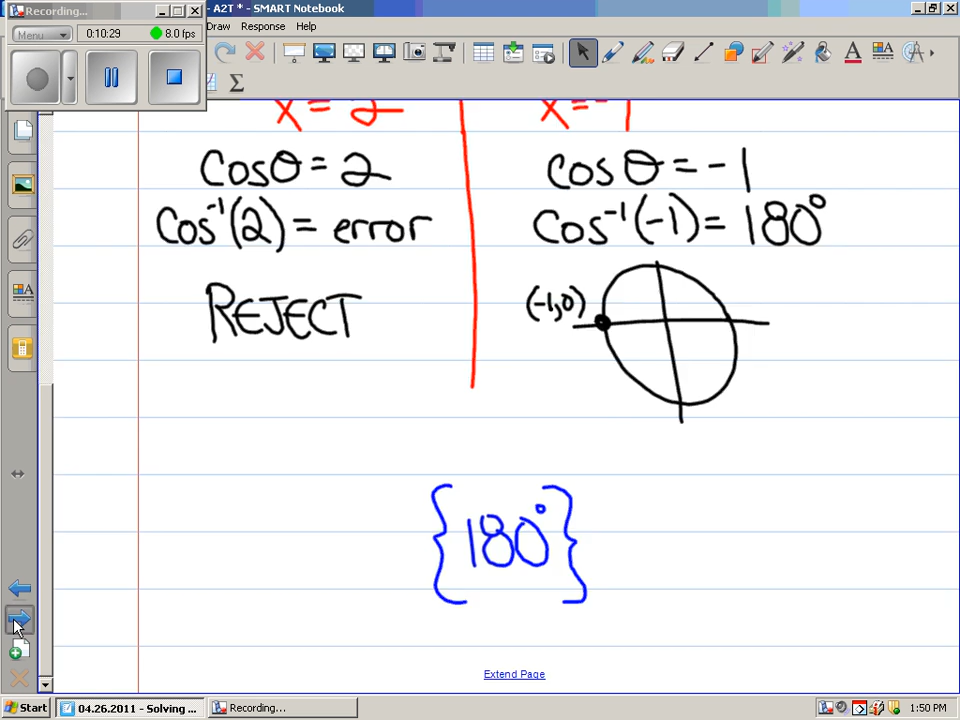 Recording...
- A2T * - SMART Notebook
Menu
0:10:29
8.0 fps
Draw Response Help
x = 2
x = -1
Cosθ = 2
cos θ = -1
Cos⁻¹(2) = error
Cos⁻¹(-1) = 180°
REJECT
(-1,0)
{180°}
Extend Page
Start
04.26.2011 - Solving ...
Recording...
1:50 PM